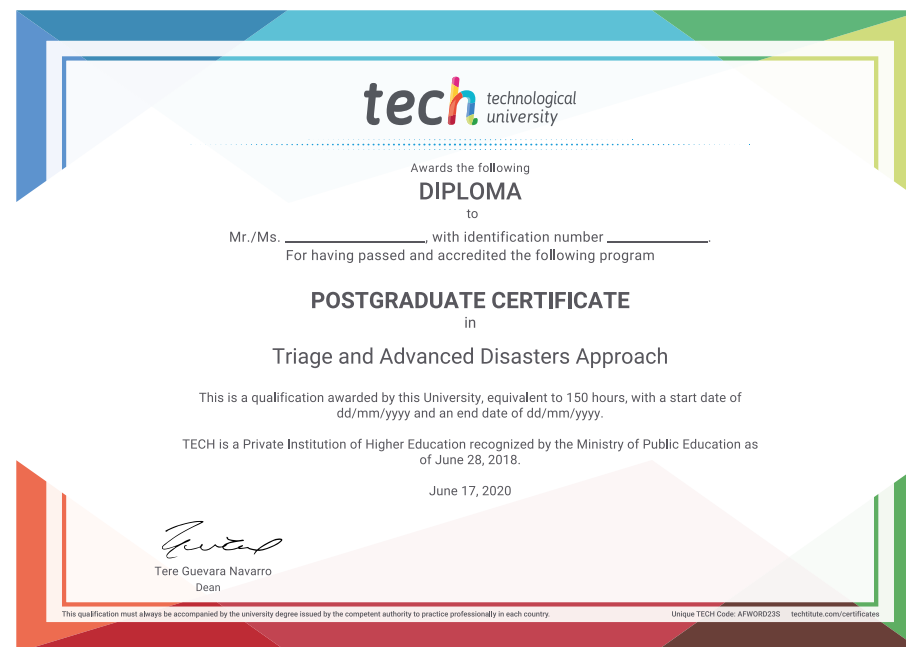 tech technological
university
Awards the following
DIPLOMA
to
Mr./Ms. ____________, with identification number ____________.
For having passed and accredited the following program
POSTGRADUATE CERTIFICATE
in
Triage and Advanced Disasters Approach
This is a qualification awarded by this University, equivalent to 150 hours, with a start date of
dd/mm/yyyy and an end date of dd/mm/yyyy.
TECH is a Private Institution of Higher Education recognized by the Ministry of Public Education as
of June 28, 2018.
June 17, 2020
Tere Guevara Navarro
Dean
This qualification must always be accompanied by the university degree issued by the competent authority to practice professionally in each country. Unique TECH Code: AFWORD23S techtitute.com/certificates